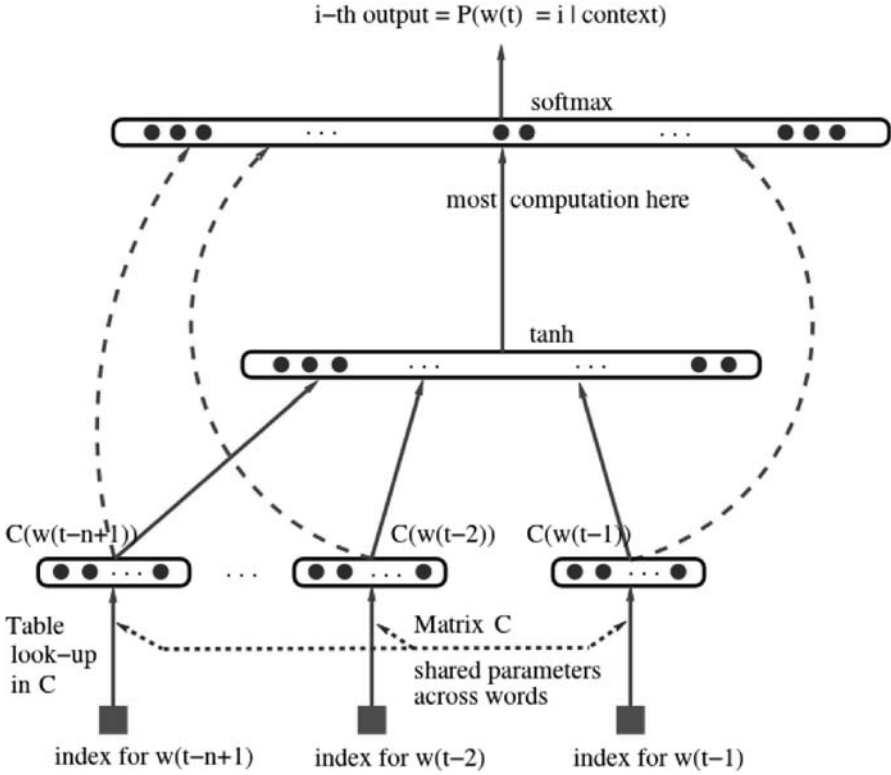 i−th output = P(w(t) = i | context)
softmax
. . .
. . .
most computation here
tanh
. . .
. . .
C(w(t−n+1))
C(w(t−2))
C(w(t−1))
. . .
. . .
. . .
. . .
Table
look−up
in C
Matrix C
shared parameters
across words
index for w(t−n+1)
index for w(t−2)
index for w(t−1)